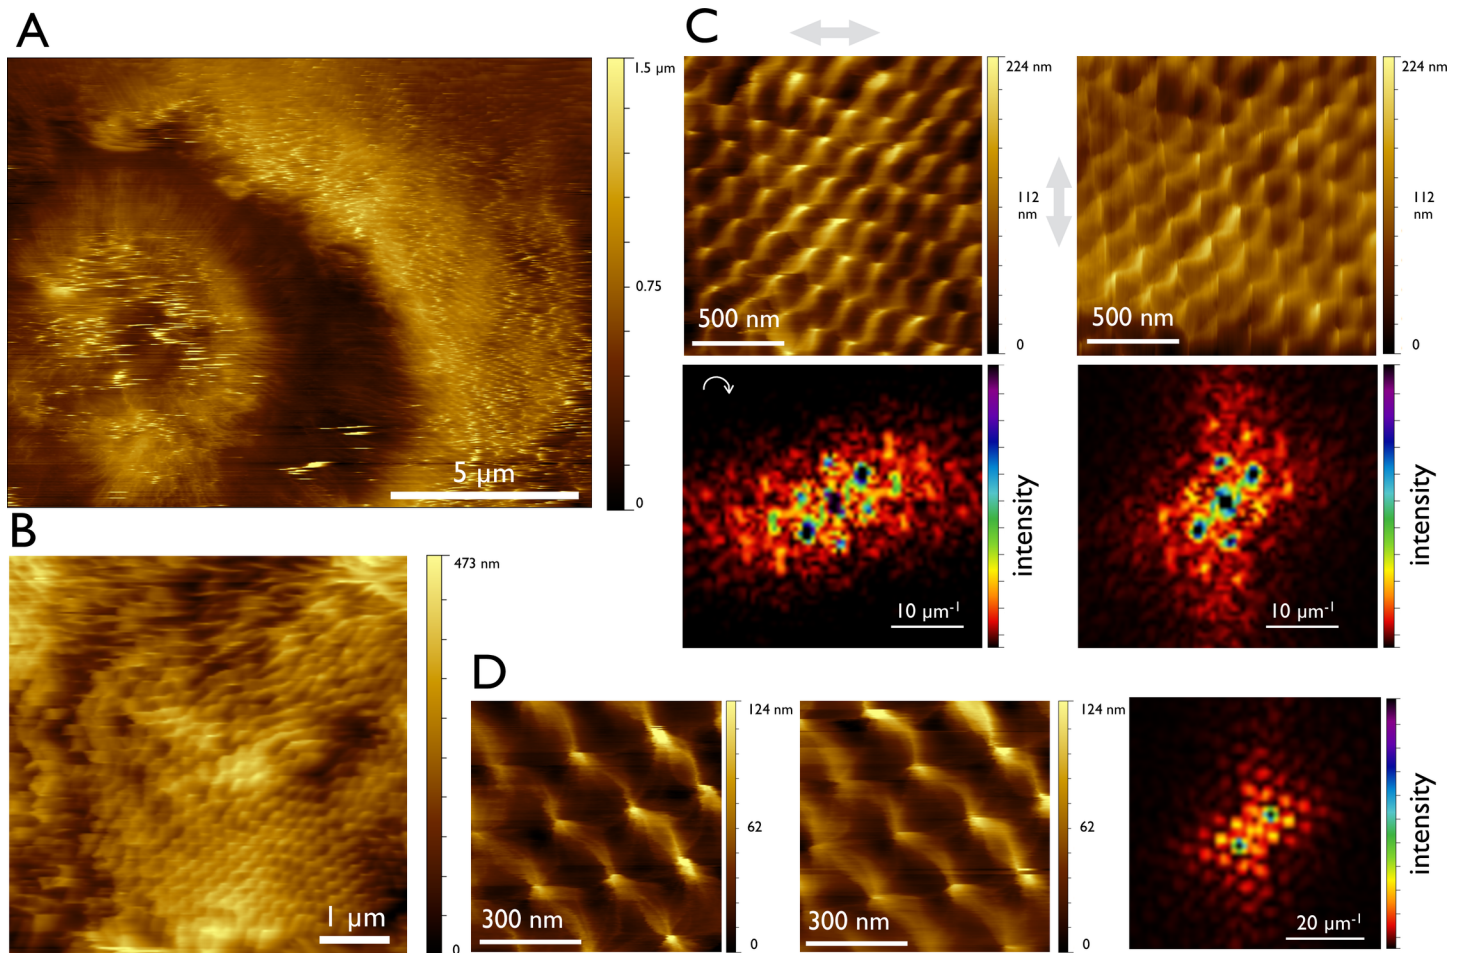 A
1.5 µm
0.75
0
5 µm
B
473 nm
0
1 µm
C
224 nm
112
nm
0
500 nm
224 nm
112
nm
0
500 nm
10 µm-1
intensity
10 µm-1
intensity
D
124 nm
62
0
300 nm
124 nm
62
0
300 nm
20 µm-1
intensity